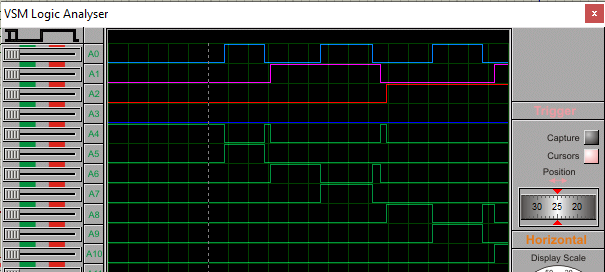 VSM Logic Analyser x
A0
A1
A2
A3
A4
A5
A6
A7
A8
A9
A10
Trigger
Capture
Cursors
Position
30 25 20
Horizontal
Display Scale